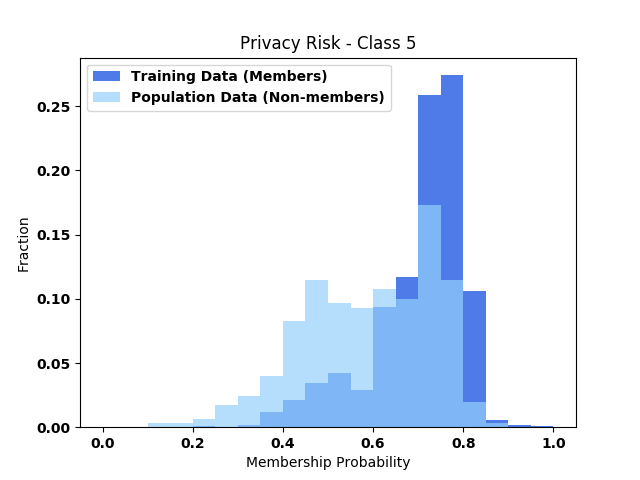 Privacy Risk - Class 5
Training Data (Members)
Population Data (Non-members)
Fraction
0.25
0.20
0.15
0.10
0.05
0.00
0.0 0.2 0.4 0.6 0.8 1.0
Membership Probability